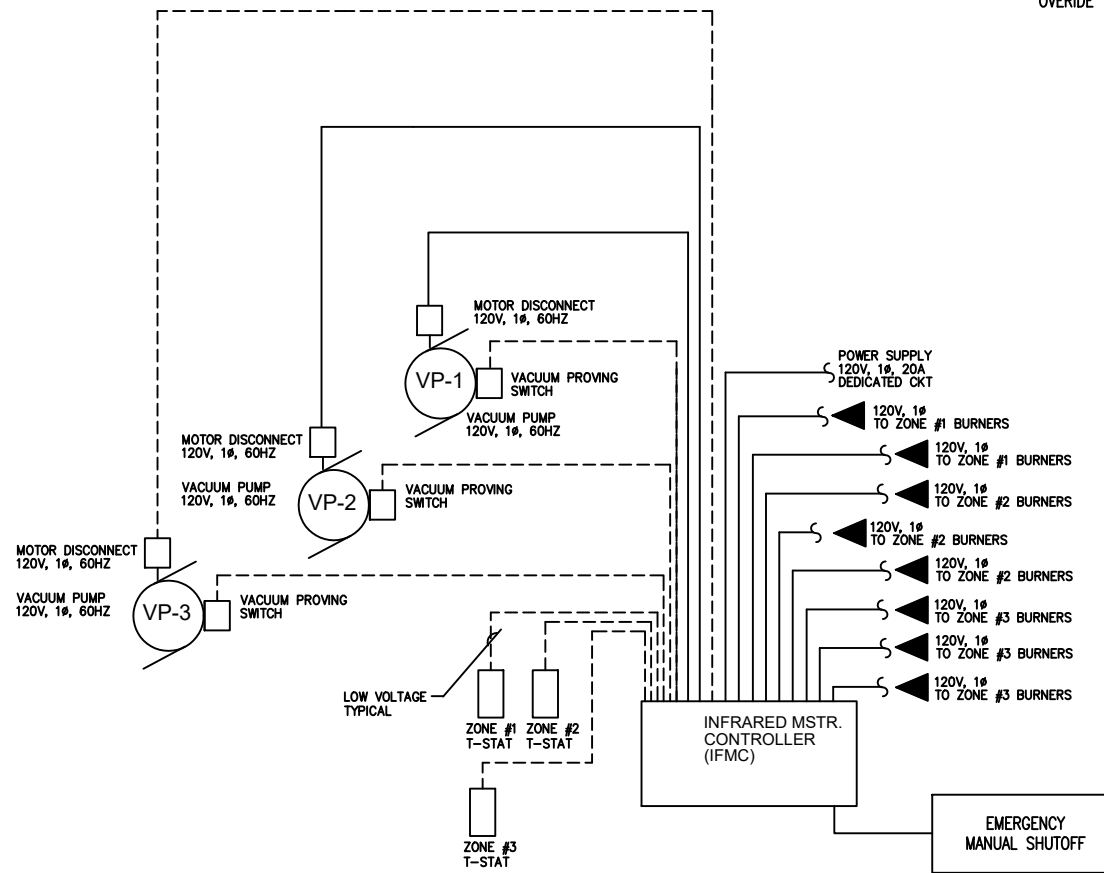 OVERIDE
MOTOR DISCONNECT
120V, 1ø, 60HZ
VP-1
VACUUM PROVING
SWITCH
VACUUM PUMP
120V, 1ø, 60HZ
MOTOR DISCONNECT
120V, 1ø, 60HZ
VACUUM PUMP
120V, 1ø, 60HZ
VP-2
VACUUM PROVING
SWITCH
MOTOR DISCONNECT
120V, 1ø, 60HZ
VACUUM PUMP
120V, 1ø, 60HZ
VP-3
VACUUM PROVING
SWITCH
LOW VOLTAGE
TYPICAL
ZONE #1
T-STAT
ZONE #2
T-STAT
ZONE #3
T-STAT
POWER SUPPLY
120V, 1ø, 20A
DEDICATED CKT
120V, 1ø
TO ZONE #1 BURNERS
120V, 1ø
TO ZONE #1 BURNERS
120V, 1ø
TO ZONE #2 BURNERS
120V, 1ø
TO ZONE #2 BURNERS
120V, 1ø
TO ZONE #2 BURNERS
120V, 1ø
TO ZONE #3 BURNERS
120V, 1ø
TO ZONE #3 BURNERS
120V, 1ø
TO ZONE #3 BURNERS
INFRARED MSTR.
CONTROLLER
(IFMC)
EMERGENCY
MANUAL SHUTOFF